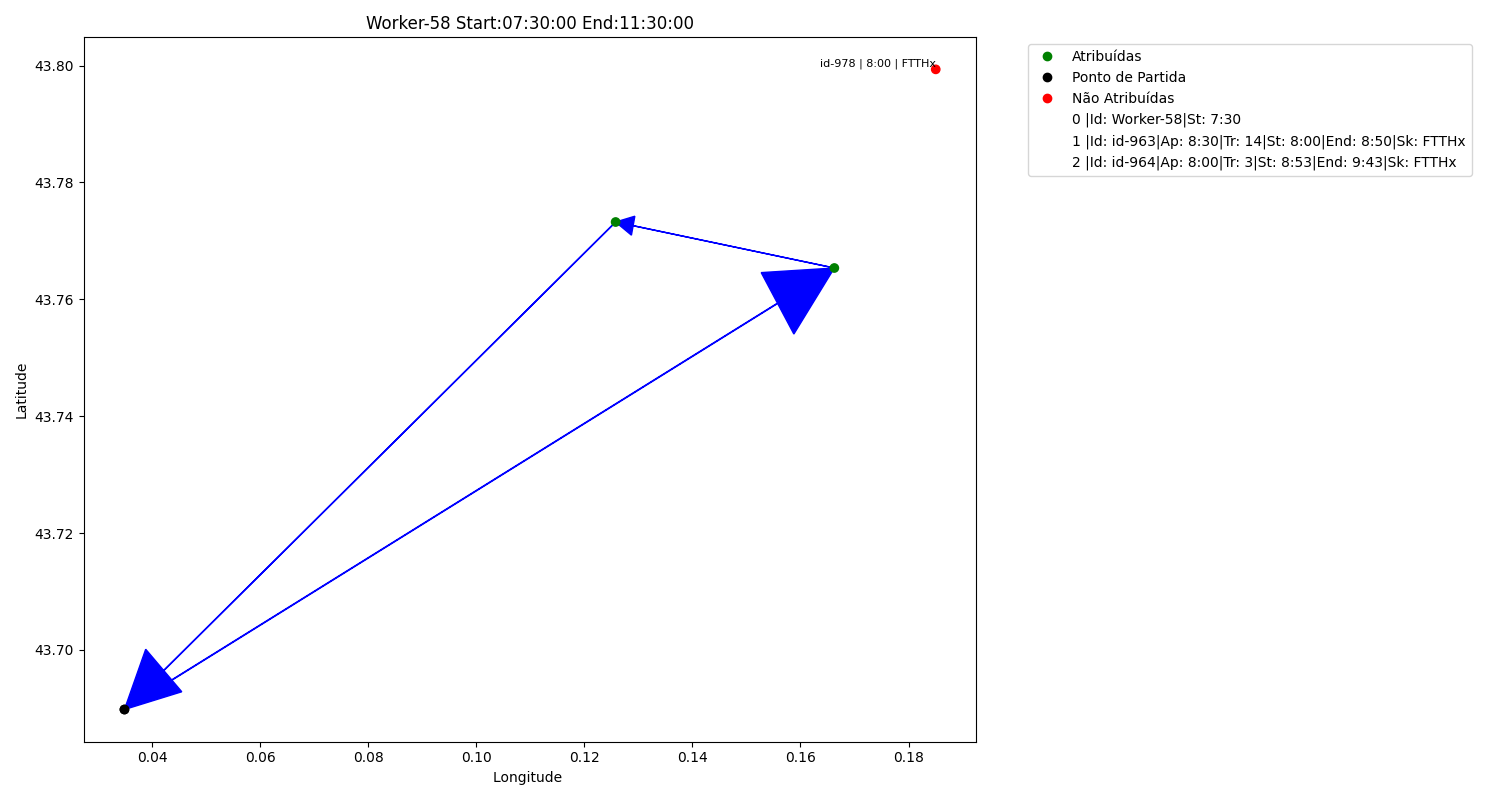 Worker-58 Start:07:30:00 End:11:30:00
43.80
43.78
43.76
43.74
43.72
43.70
Latitude
0.04 0.06 0.08 0.10 0.12 0.14 0.16 0.18
Longitude
id-978 | 8:00 | FTTHx
Atribuídas
Ponto de Partida
Não Atribuídas
0 |Id: Worker-58|St: 7:30
1 |Id: id-963|Ap: 8:30|Tr: 14|St: 8:00|End: 8:50|Sk: FTTHx
2 |Id: id-964|Ap: 8:00|Tr: 3|St: 8:53|End: 9:43|Sk: FTTHx